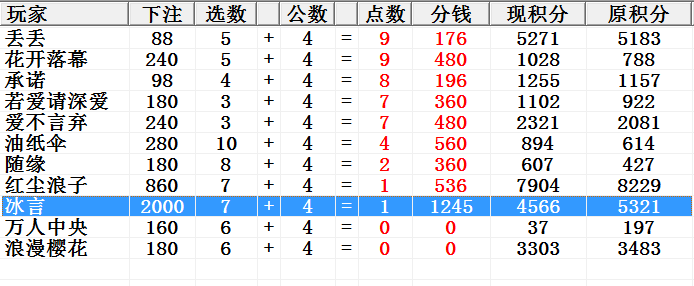 玩家 下注 选数 公数 点数 分钱 现积分 原积分
丢丢 88 5 + 4 = 9 176 5271 5183
花开落幕 240 5 + 4 = 9 480 1028 788
承诺 98 4 + 4 = 8 196 1255 1157
若爱请深爱 180 3 + 4 = 7 360 1102 922
爱不言弃 240 3 + 4 = 7 480 2321 2081
油纸伞 280 10 + 4 = 4 560 894 614
随缘 180 8 + 4 = 2 360 607 427
红尘浪子 860 7 + 4 = 1 536 7904 8229
冰言 2000 7 + 4 = 1 1245 4566 5321
万人中央 160 6 + 4 = 0 0 37 197
浪漫樱花 180 6 + 4 = 0 0 3303 3483